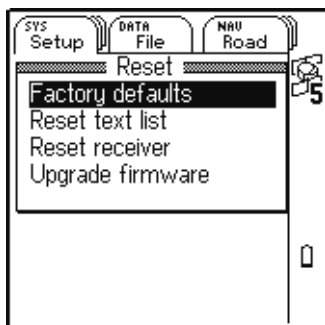 SYS DATA NAV
Setup File Road
Reset
Factory defaults
5
Reset text list
Reset receiver
Upgrade firmware